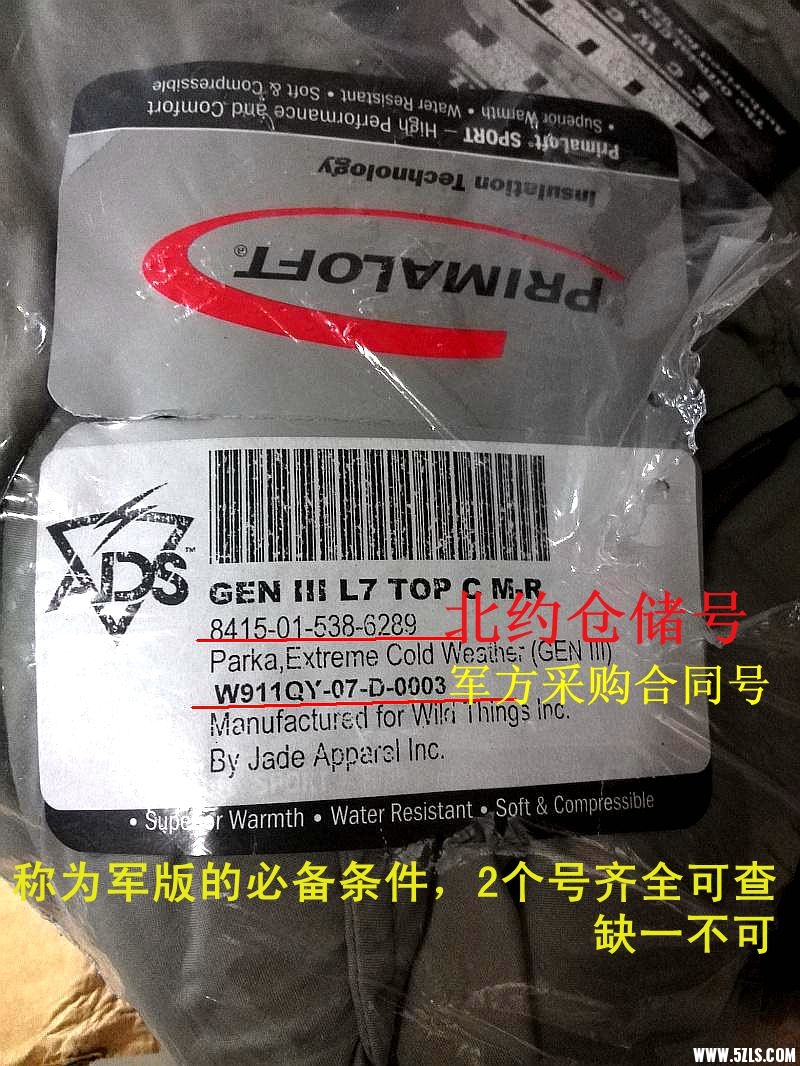 The
Authorized for
E C W C
• Superior Warmth • Water Resistant • Soft & Compressible
PrimaLoft® SPORT – High Performance and Comfort
Insulation Technology
PRIMALOFT®
ADS™
GEN III L7 TOP C M-R
8415-01-538-6289 北约仓储号
Parka,Extreme Cold Weather (GEN III)
W911QY-07-D-0003 军方采购合同号
Manufactured for Wild Things Inc.
By Jade Apparel Inc.
• Superior Warmth • Water Resistant • Soft & Compressible
称为军版的必备条件，2个号齐全可查
缺一不可
WWW.5ZLS.COM